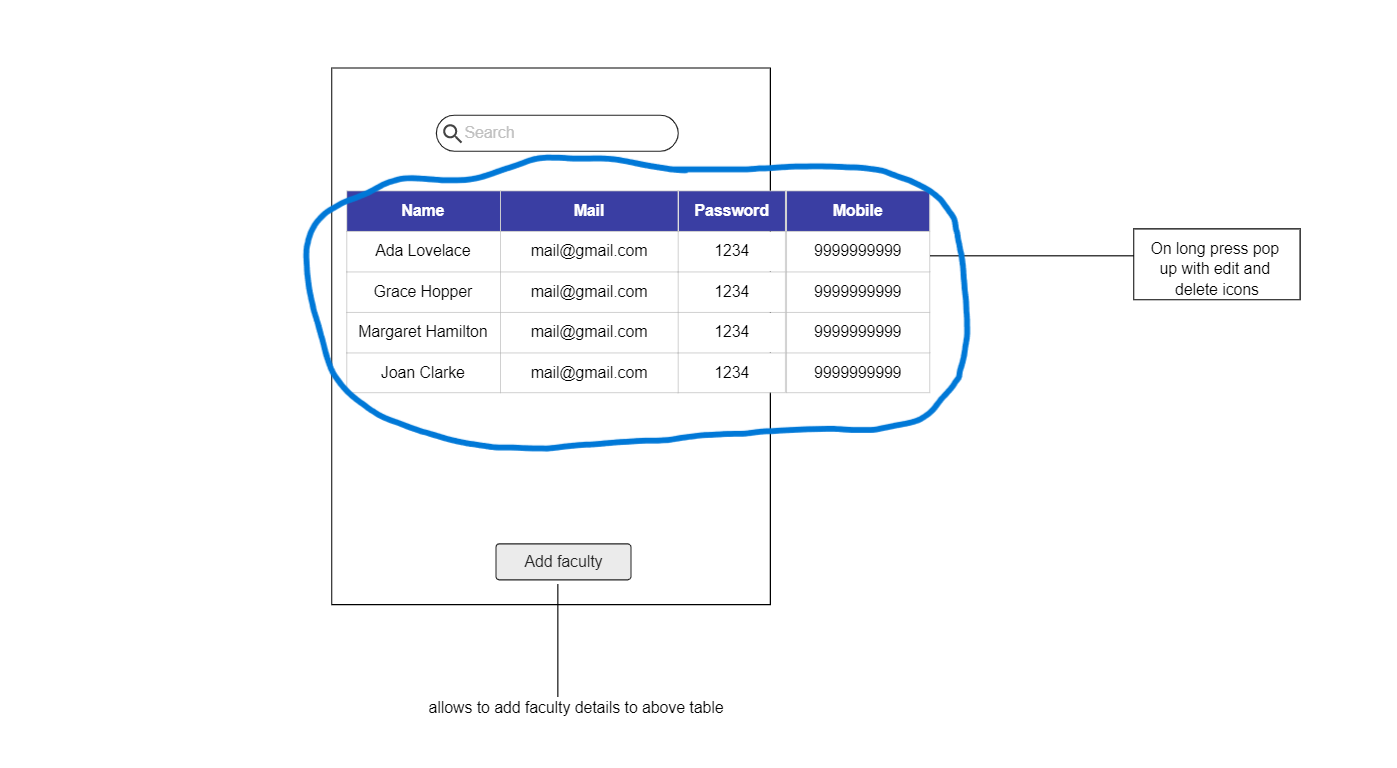 Search
Name Mail Password Mobile
Ada Lovelace mail@gmail.com 1234 9999999999
Grace Hopper mail@gmail.com 1234 9999999999
Margaret Hamilton mail@gmail.com 1234 9999999999
Joan Clarke mail@gmail.com 1234 9999999999
On long press pop
up with edit and
delete icons
Add faculty
allows to add faculty details to above table